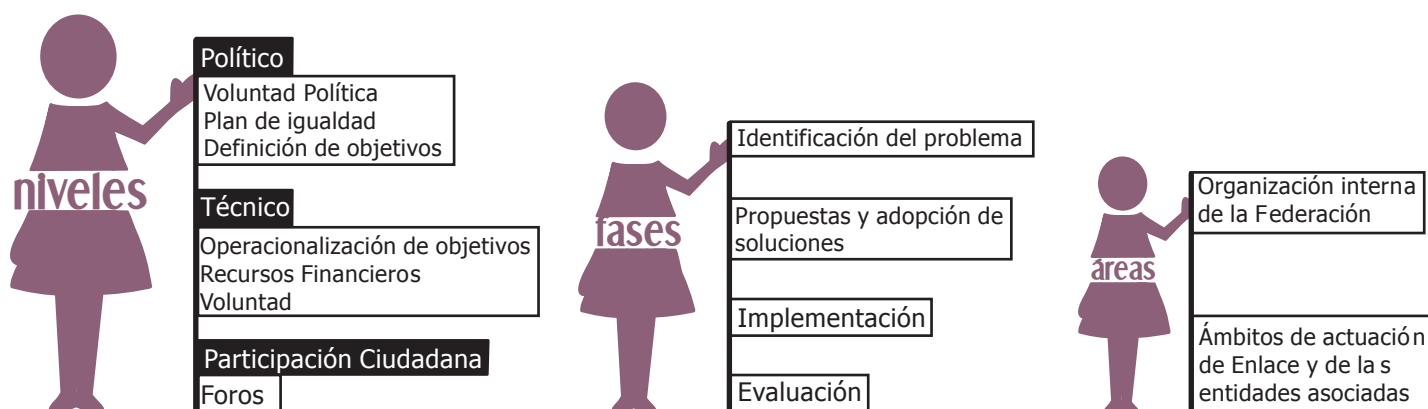 niveles
Político
Voluntad Política
Plan de igualdad
Definición de objetivos
Técnico
Operacionalización de objetivos
Recursos Financieros
Voluntad
Participación Ciudadana
Foros
fases
Identificación del problema
Propuestas y adopción de
soluciones
Implementación
Evaluación
áreas
Organización interna
de la Federación
Ámbitos de actuación
de Enlace y de la s
entidades asociadas